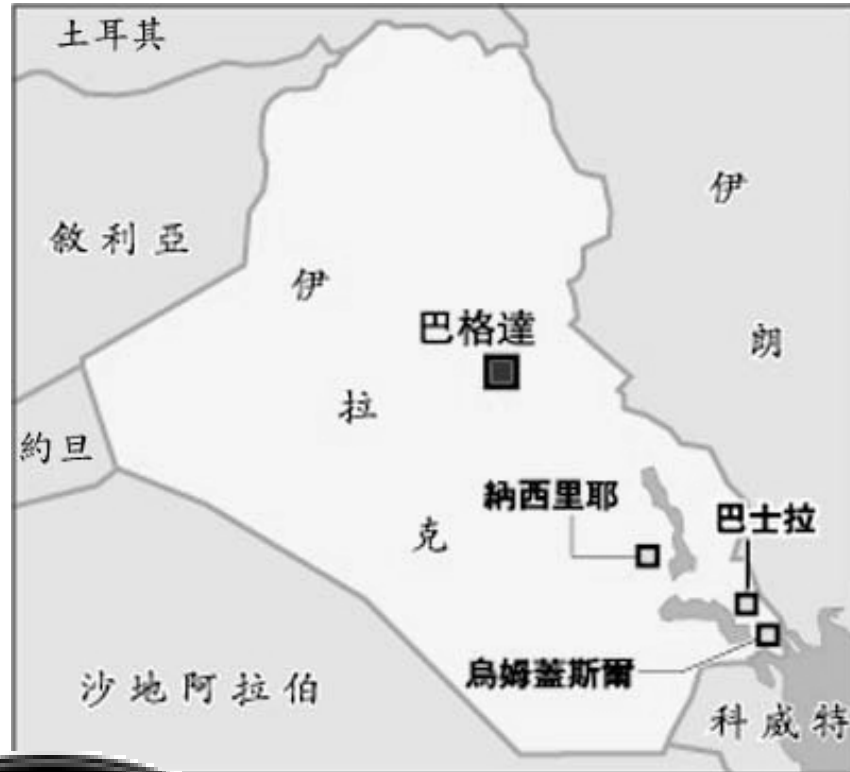 土耳其
敘利亞
伊朗
伊拉克
巴格達
約旦
納西里耶
巴士拉
烏姆蓋斯爾
沙地阿拉伯
科威特